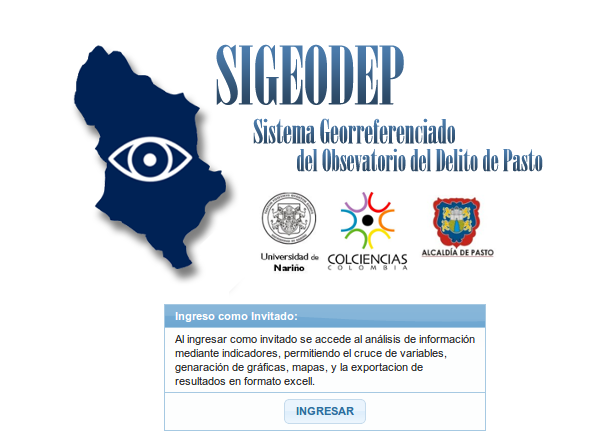 SIGEODEP
Sistema Georreferenciado
del Obsevatorio del Delito de Pasto
Universidad de
Nariño
COLCIENCIAS
COLOMBIA
ALCALDÍA DE PASTO
Ingreso como Invitado:
Al ingresar como invitado se accede al análisis de información
mediante indicadores, permitiendo el cruce de variables,
genaración de gráficas, mapas, y la exportacion de
resultados en formato excell.
INGRESAR